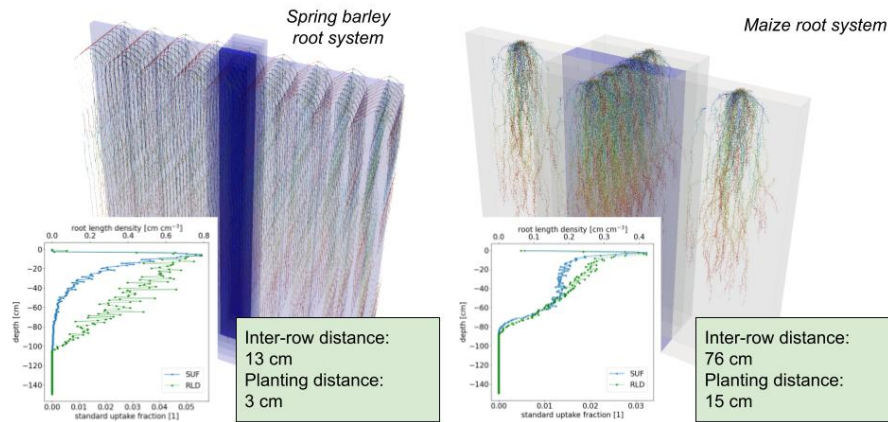 Spring barley
root system
Maize root system
root length density [cm cm⁻³]
0.0 0.2 0.4 0.6 0.8
depth [cm]
0
−20
−40
−60
−80
−100
−120
−140
SUF
RLD
0.00 0.01 0.02 0.03 0.04 0.05
standard uptake fraction [1]
Inter-row distance:
13 cm
Planting distance:
3 cm
root length density [cm cm⁻³]
0.0 0.1 0.2 0.3 0.4
depth [cm]
0
−20
−40
−60
−80
−100
−120
−140
SUF
RLD
0.00 0.01 0.02 0.03
standard uptake fraction [1]
Inter-row distance:
76 cm
Planting distance:
15 cm